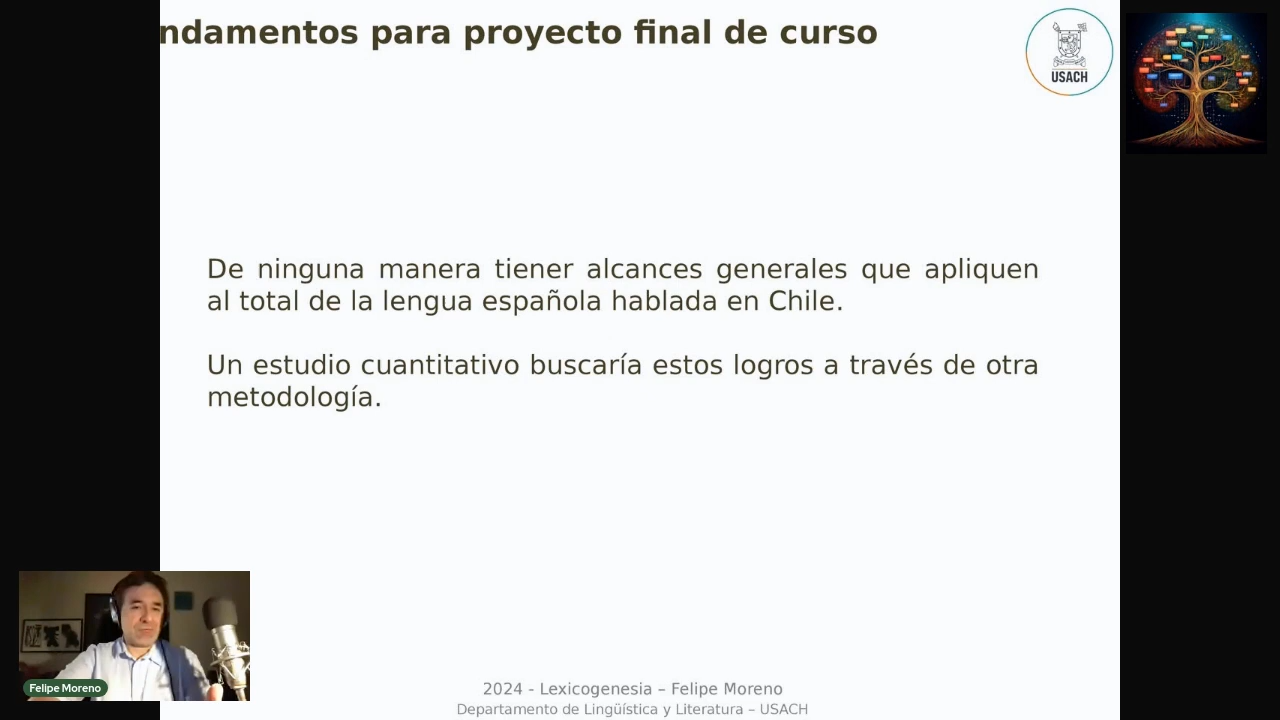 ndamentos para proyecto final de curso
USACH
De ninguna manera tiener alcances generales que apliquen
al total de la lengua española hablada en Chile.
Un estudio cuantitativo buscaría estos logros a través de otra
metodología.
Felipe Moreno
2024 - Lexicogenesia – Felipe Moreno
Departamento de Lingüística y Literatura – USACH